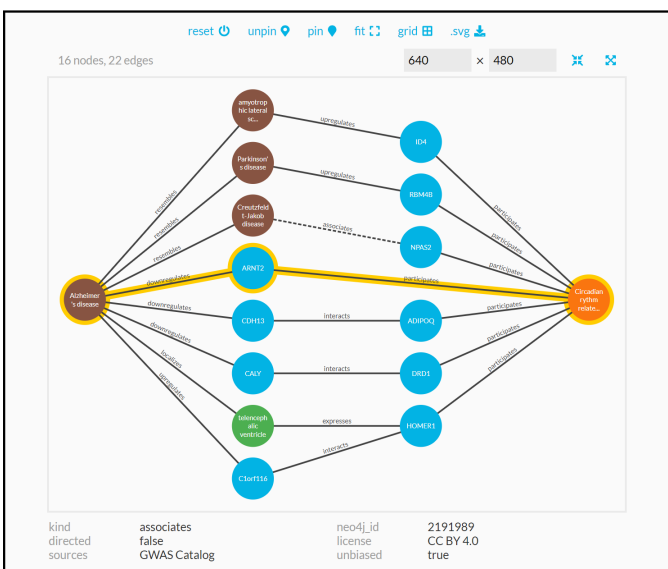 reset unpin pin fit grid .svg
16 nodes, 22 edges 640 × 480
amyotrop
hic lateral
sc...
upregulates
ID4
Parkinson'
s disease
upregulates
RBM4B
resembles
participates
Creutzfeld
t-Jakob
disease
associates
NPAS2
resembles
participates
resembles
participates
ARNT2
downregulates
participates
Alzheimer
's disease
Circadian
rythm
relate...
downregulates
CDH13
interacts
ADIPOQ
participates
downregulates
CALY
interacts
DRD1
participates
localizes
participates
upregulates
telenceph
alic
ventricle
expresses
HOMER1
interacts
C1orf116
kind associates neo4j_id 2191989
directed false license CC BY 4.0
sources GWAS Catalog unbiased true